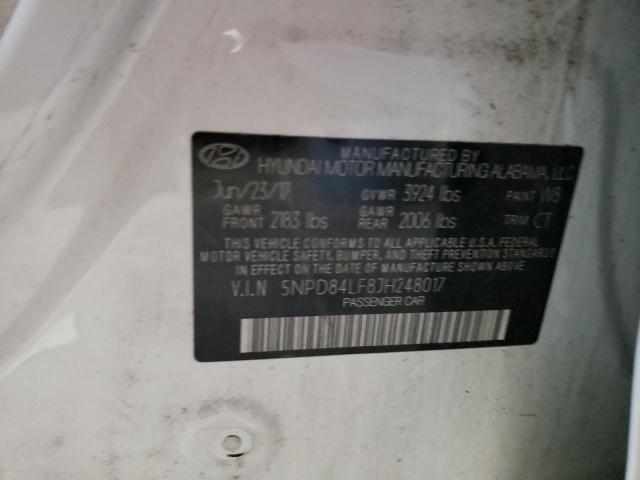 MANUFACTURED BY
HYUNDAI MOTOR MANUFACTURING ALABAMA, LLC
Jun/23/17 GVWR 3924 lbs PAINT W8
GAWR FRONT 2183 lbs GAWR REAR 2006 lbs TRIM CT
THIS VEHICLE CONFORMS TO ALL APPLICABLE U.S.A. FEDERAL
MOTOR VEHICLE SAFETY, BUMPER, AND THEFT PREVENTION STANDARDS
IN EFFECT ON THE DATE OF MANUFACTURE SHOWN ABOVE.
V.I.N 5NPD84LF8JH248017
PASSENGER CAR